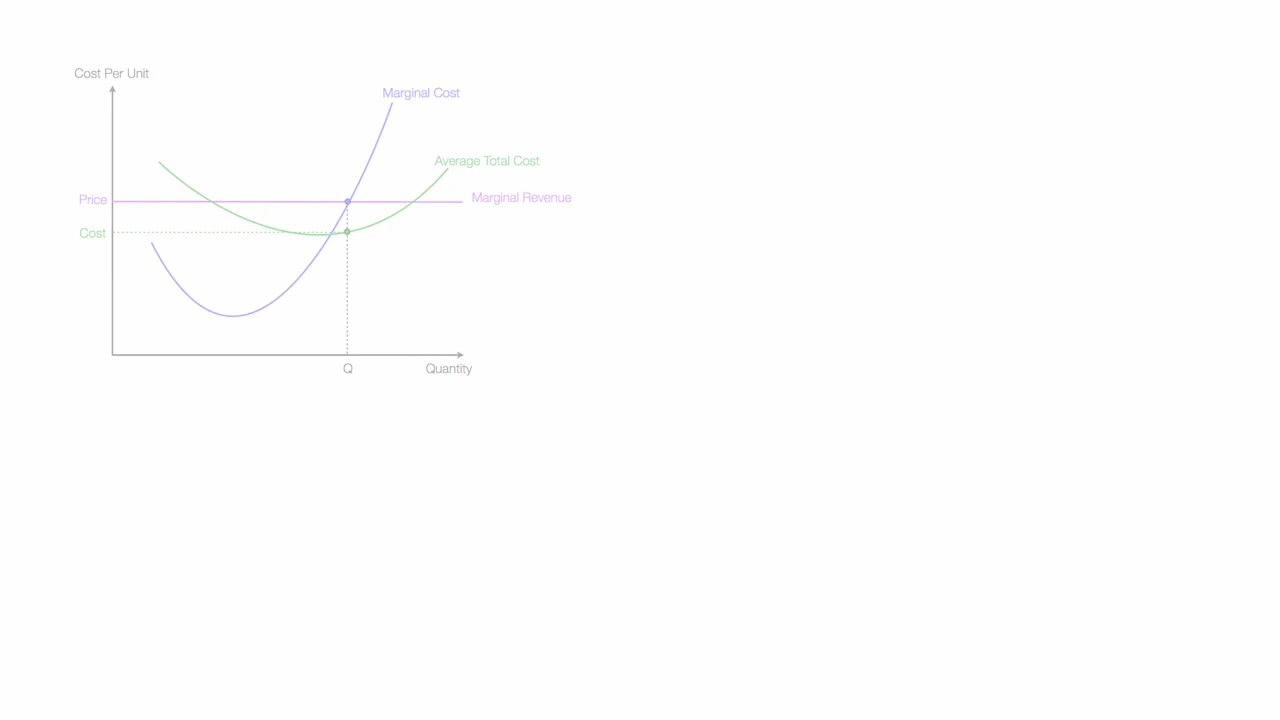 Cost Per Unit
Marginal Cost
Average Total Cost
Price
Marginal Revenue
Cost
Q
Quantity